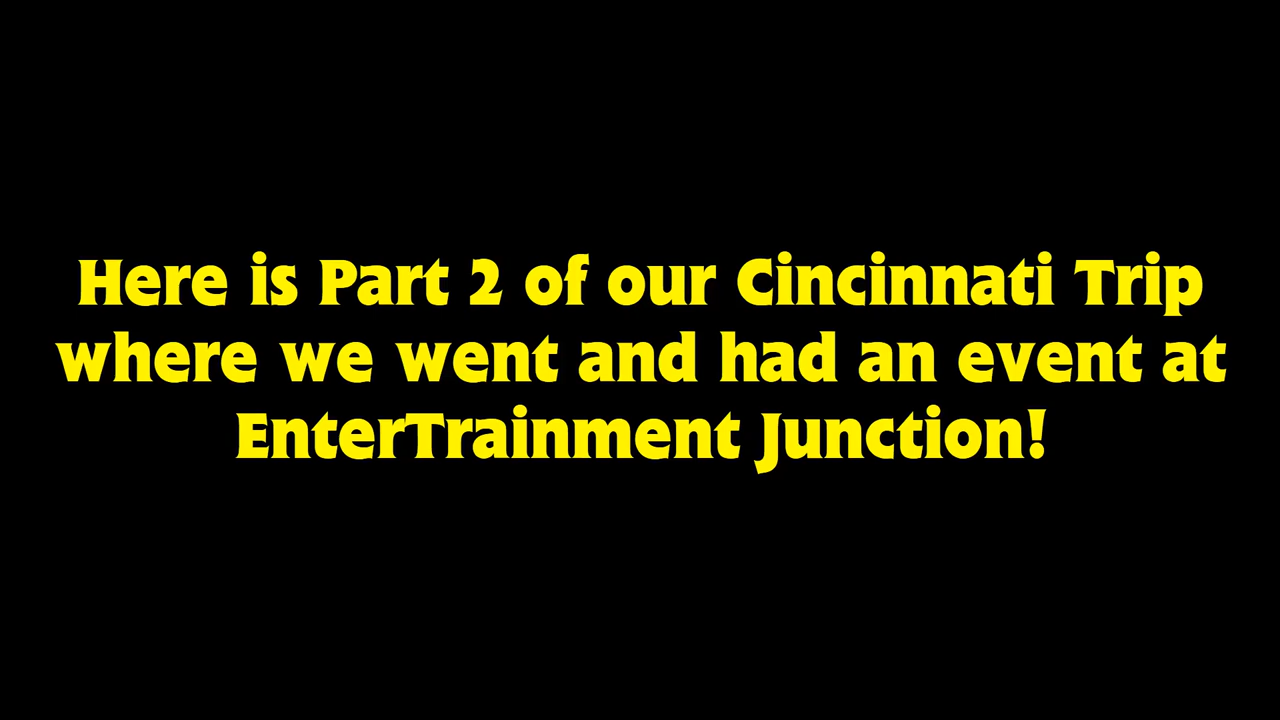 Here is Part 2 of our Cincinnati Trip
where we went and had an event at
EnterTrainment Junction!